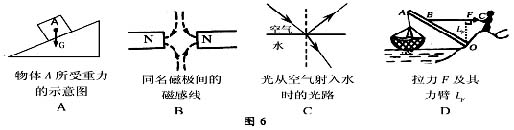 A
G
物体 A 所受重力
的示意图
A
N N
同名磁极间的
磁感线
B
空气
水
光从空气射入水
时的光路
C
A B F C
L_F
O
拉力 F 及其
力臂 L_F
D
图 6